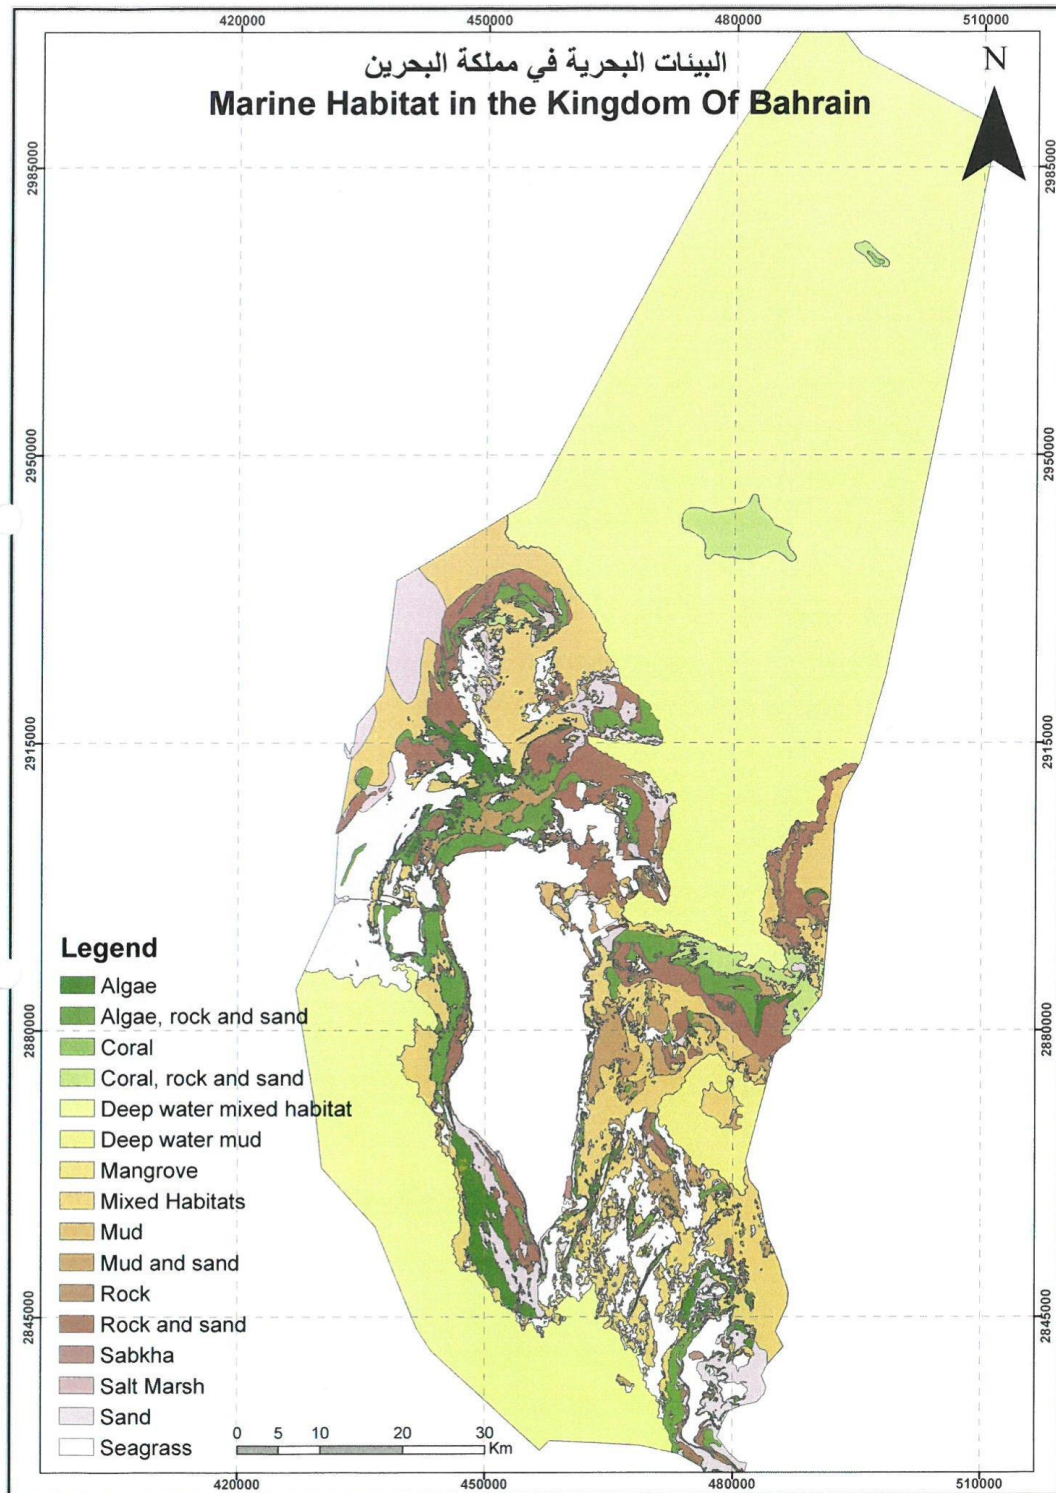 420000 450000 480000 510000
البيئات البحرية في مملكة البحرين
Marine Habitat in the Kingdom Of Bahrain
N
2985000 2985000
2950000 2950000
2915000 2915000
2880000 2880000
2845000 2845000
Legend
Algae
Algae, rock and sand
Coral
Coral, rock and sand
Deep water mixed habitat
Deep water mud
Mangrove
Mixed Habitats
Mud
Mud and sand
Rock
Rock and sand
Sabkha
Salt Marsh
Sand
Seagrass
0 5 10 20 30
Km
420000 450000 480000 510000